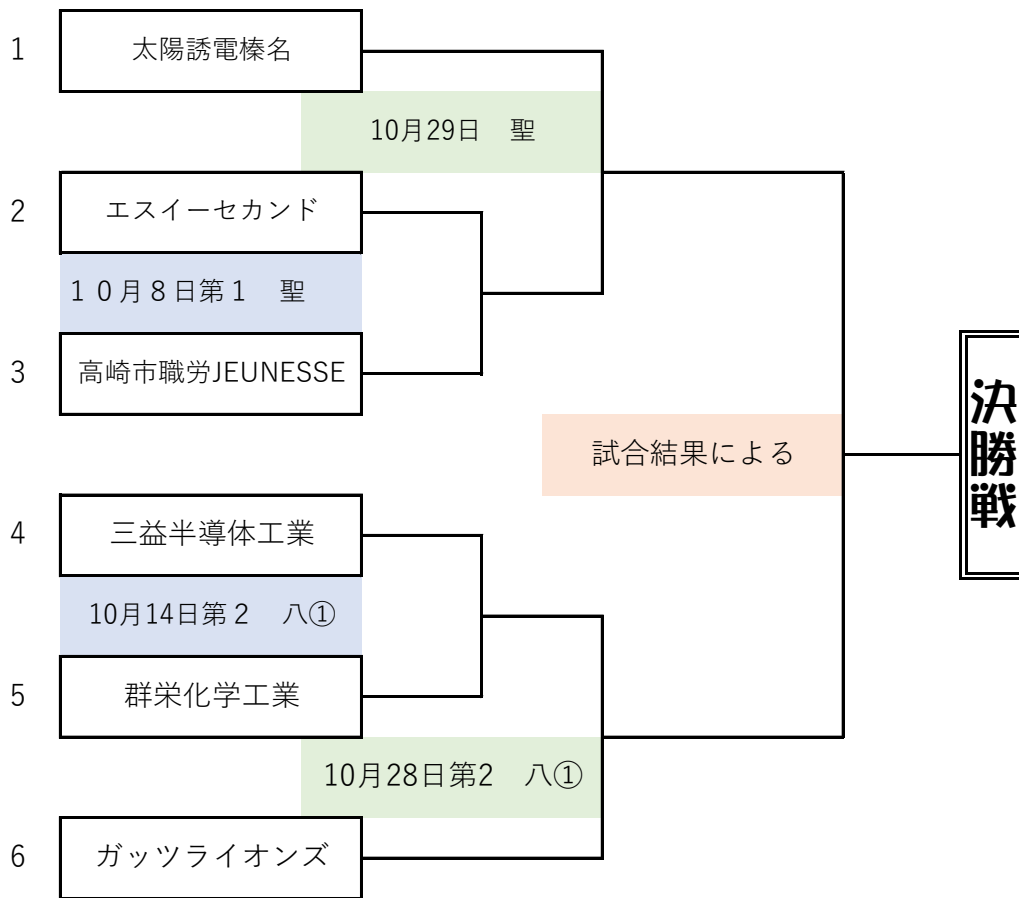 1
太陽誘電榛名
10月29日　聖
2
エスイーセカンド
１０月８日第１　聖
3
高崎市職労JEUNESSE
試合結果による
決勝戦
4
三益半導体工業
10月14日第２　八①
5
群栄化学工業
10月28日第2　八①
6
ガッツライオンズ